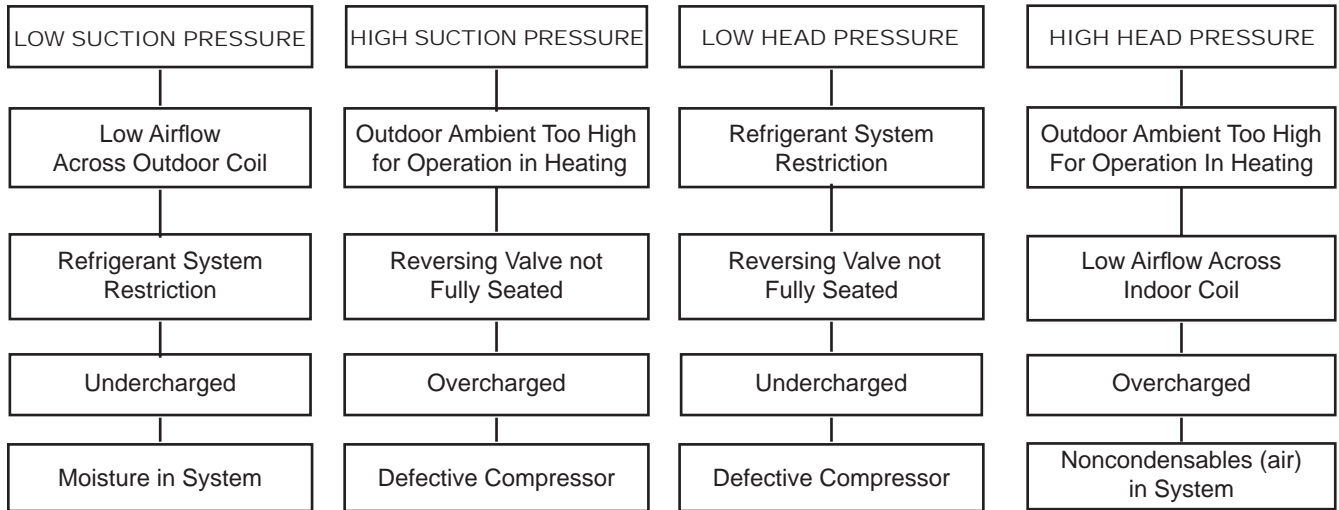 LOW SUCTION PRESSURE
Low Airflow
Across Outdoor Coil
Refrigerant System
Restriction
Undercharged
Moisture in System
HIGH SUCTION PRESSURE
Outdoor Ambient Too High
for Operation in Heating
Reversing Valve not
Fully Seated
Overcharged
Defective Compressor
LOW HEAD PRESSURE
Refrigerant System
Restriction
Reversing Valve not
Fully Seated
Undercharged
Defective Compressor
HIGH HEAD PRESSURE
Outdoor Ambient Too High
For Operation In Heating
Low Airflow Across
Indoor Coil
Overcharged
Noncondensables (air)
in System